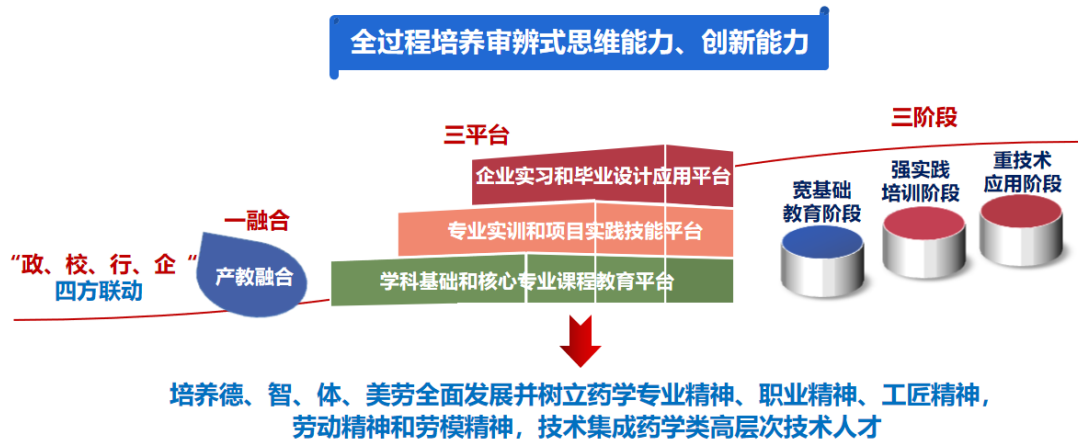 全过程培养审辨式思维能力、创新能力
三平台
三阶段
企业实习和毕业设计应用平台
专业实训和项目实践技能平台
学科基础和核心专业课程教育平台
宽基础
教育阶段
强实践
培训阶段
重技术
应用阶段
一融合
“政、校、行、企“
四方联动
产教融合
培养德、智、体、美劳全面发展并树立药学专业精神、职业精神、工匠精神，
劳动精神和劳模精神，技术集成药学类高层次技术人才